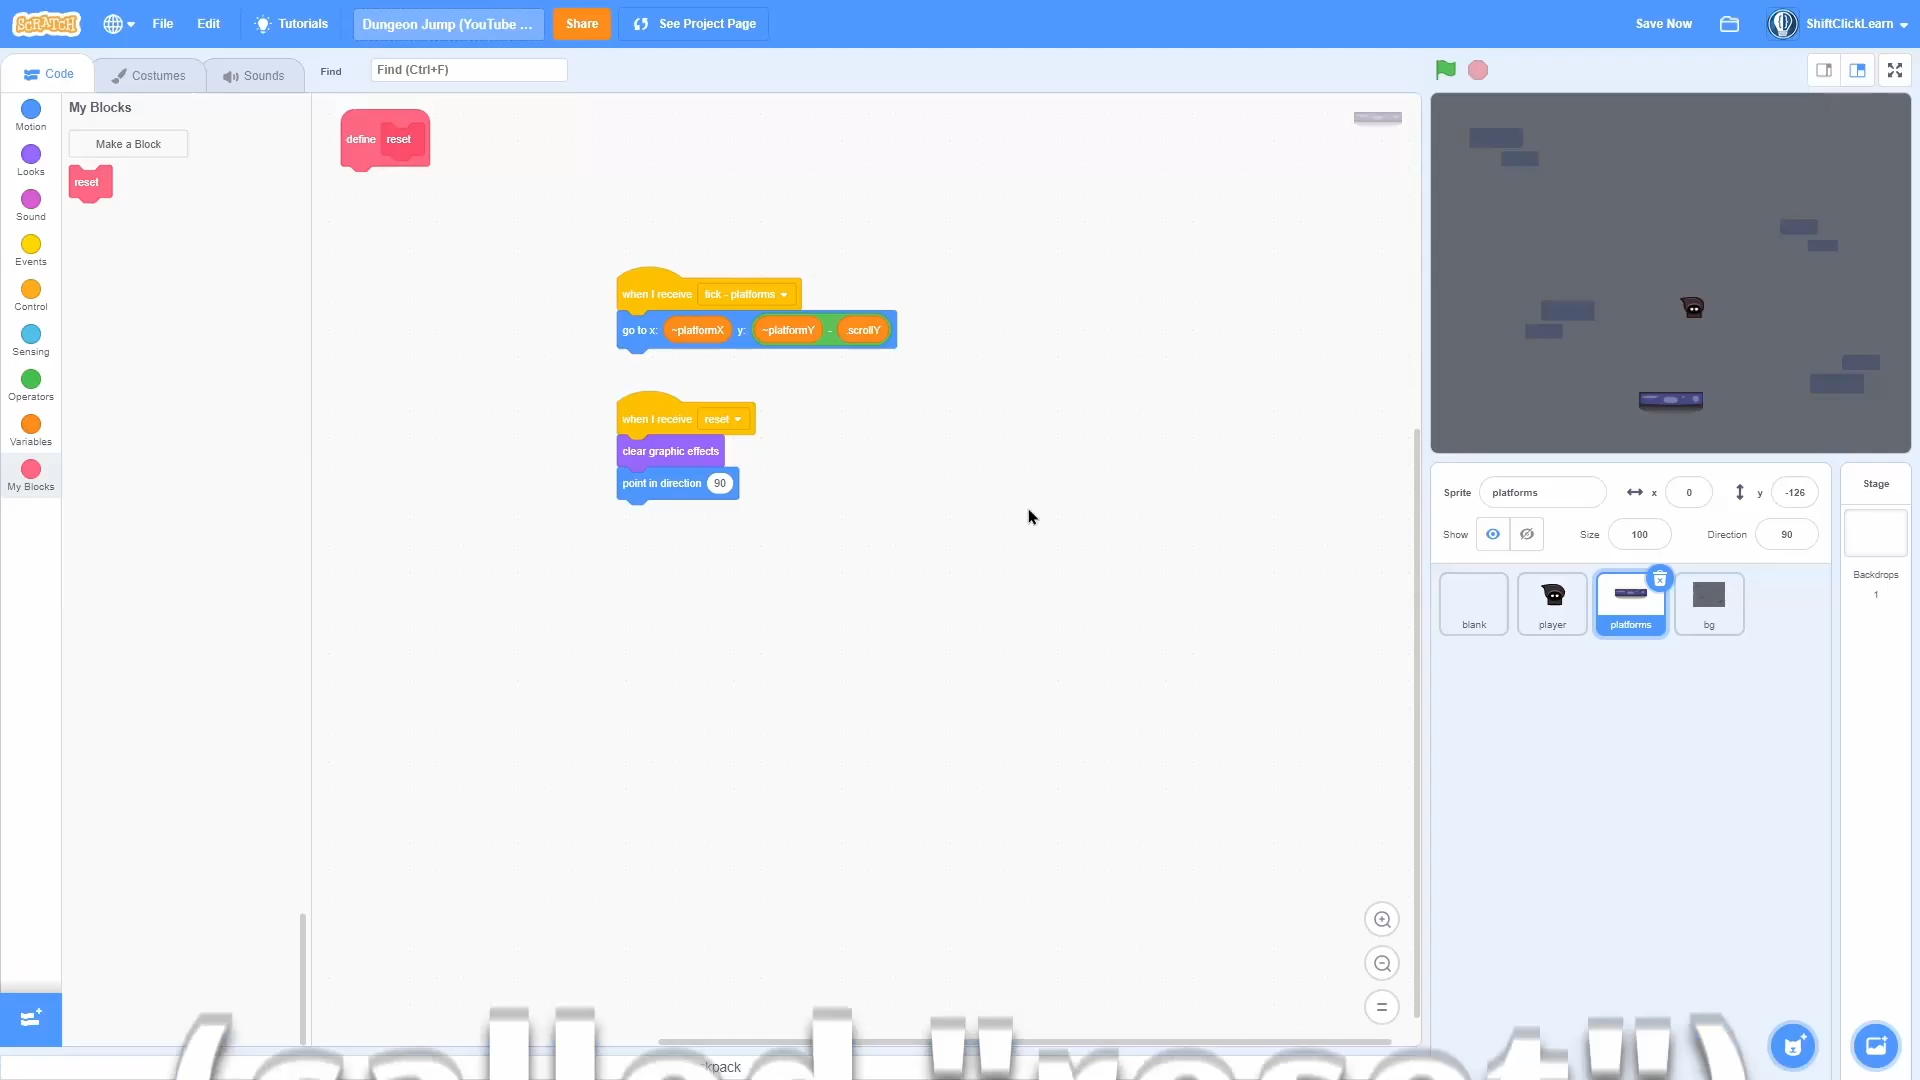 SCRATCH File Edit Tutorials Dungeon Jump (YouTube ... Share See Project Page Save Now ShiftClickLearn
Code Costumes Sounds Find Find (Ctrl+F)
My Blocks
Make a Block
reset
Motion
Looks
Sound
Events
Control
Sensing
Operators
Variables
My Blocks
define reset
when I receive tick - platforms
go to x: ~platformX y: ~platformY - .scrollY
when I receive reset
clear graphic effects
point in direction 90
Sprite platforms x 0 y -126
Show Size 100 Direction 90
blank player platforms bg
Stage
Backdrops
1
(called "reset")